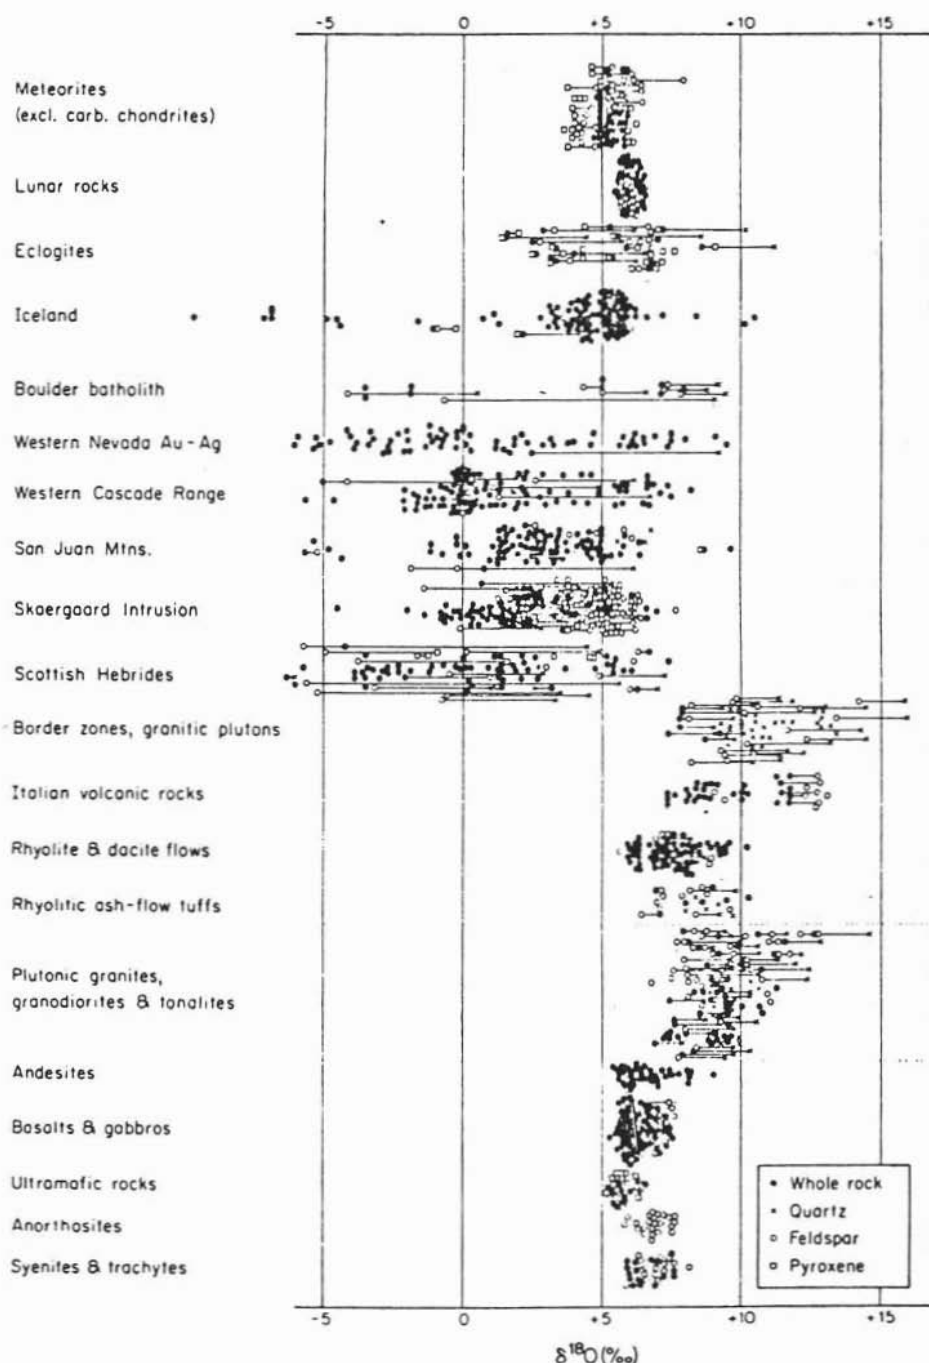 -5 0 +5 +10 +15
Meteorites
(excl. carb. chondrites)
Lunar rocks
Eclogites
Iceland
Boulder batholith
Western Nevada Au-Ag
Western Cascade Range
San Juan Mtns.
Skaergaard Intrusion
Scottish Hebrides
Border zones, granitic plutons
Italian volcanic rocks
Rhyolite & dacite flows
Rhyolitic ash-flow tuffs
Plutonic granites,
granodiorites & tonalites
Andesites
Basalts & gabbros
Ultramafic rocks
Anorthosites
Syenites & trachytes
Whole rock
Quartz
Feldspar
Pyroxene
-5 0 +5 +10 +15
δ¹⁸O(‰)